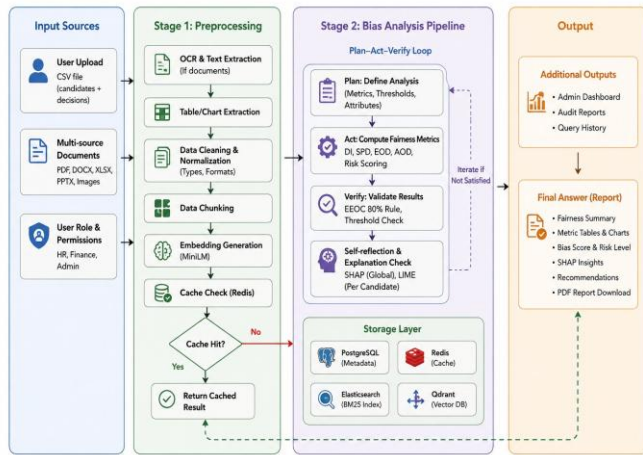 Input Sources
User Upload
CSV file
(candidates +
decisions)
Multi-source
Documents
PDF, DOCX, XLSX,
PPTX, Images
User Role &
Permissions
HR, Finance,
Admin
Stage 1: Preprocessing
OCR & Text Extraction
(If documents)
Table/Chart Extraction
Data Cleaning &
Normalization
(Types, Formats)
Data Chunking
Embedding Generation
(MiniLM)
Cache Check (Redis)
Cache Hit?
No
Yes
Return Cached
Result
Stage 2: Bias Analysis Pipeline
Plan–Act–Verify Loop
Plan: Define Analysis
(Metrics, Thresholds,
Attributes)
Act: Compute Fairness Metrics
DI, SPD, EOD, AOD,
Risk Scoring
Verify: Validate Results
EEOC 80% Rule,
Threshold Check
Self-reflection &
Explanation Check
SHAP (Global), LIME
(Per Candidate)
Iterate if
Not Satisfied
Storage Layer
PostgreSQL
(Metadata)
Redis
(Cache)
Elasticsearch
(BM25 Index)
Qdrant
(Vector DB)
Output
Additional Outputs
• Admin Dashboard
• Audit Reports
• Query History
Final Answer (Report)
• Fairness Summary
• Metric Tables & Charts
• Bias Score & Risk Level
• SHAP Insights
• Recommendations
• PDF Report Download